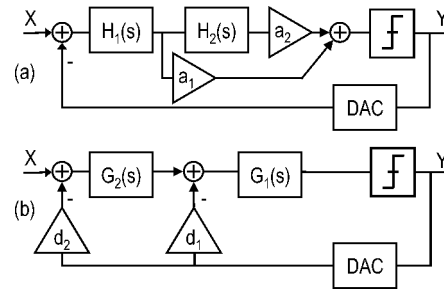 X H₁(s) H₂(s) a₂ Y
-
(a) a₁
DAC
X G₂(s) - G₁(s) Y
(b) - d₂ d₁
DAC